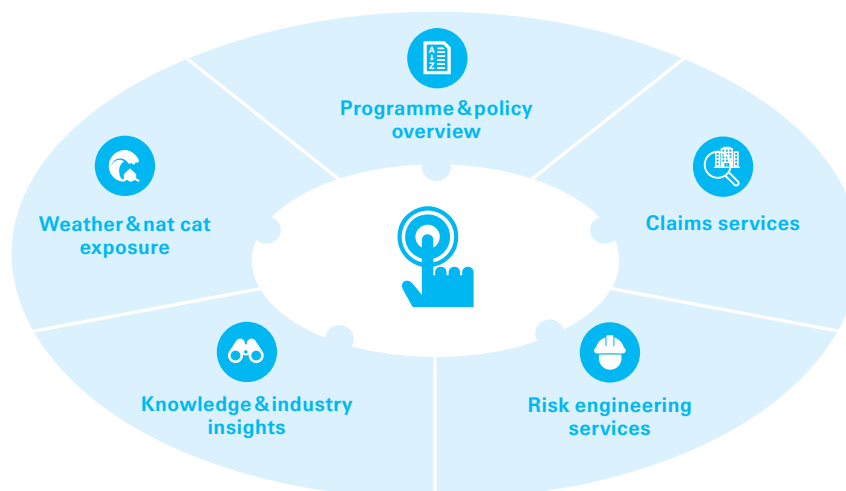 A
Z
Programme & policy
overview
Weather & nat cat
exposure
Claims services
Knowledge & industry
insights
Risk engineering
services